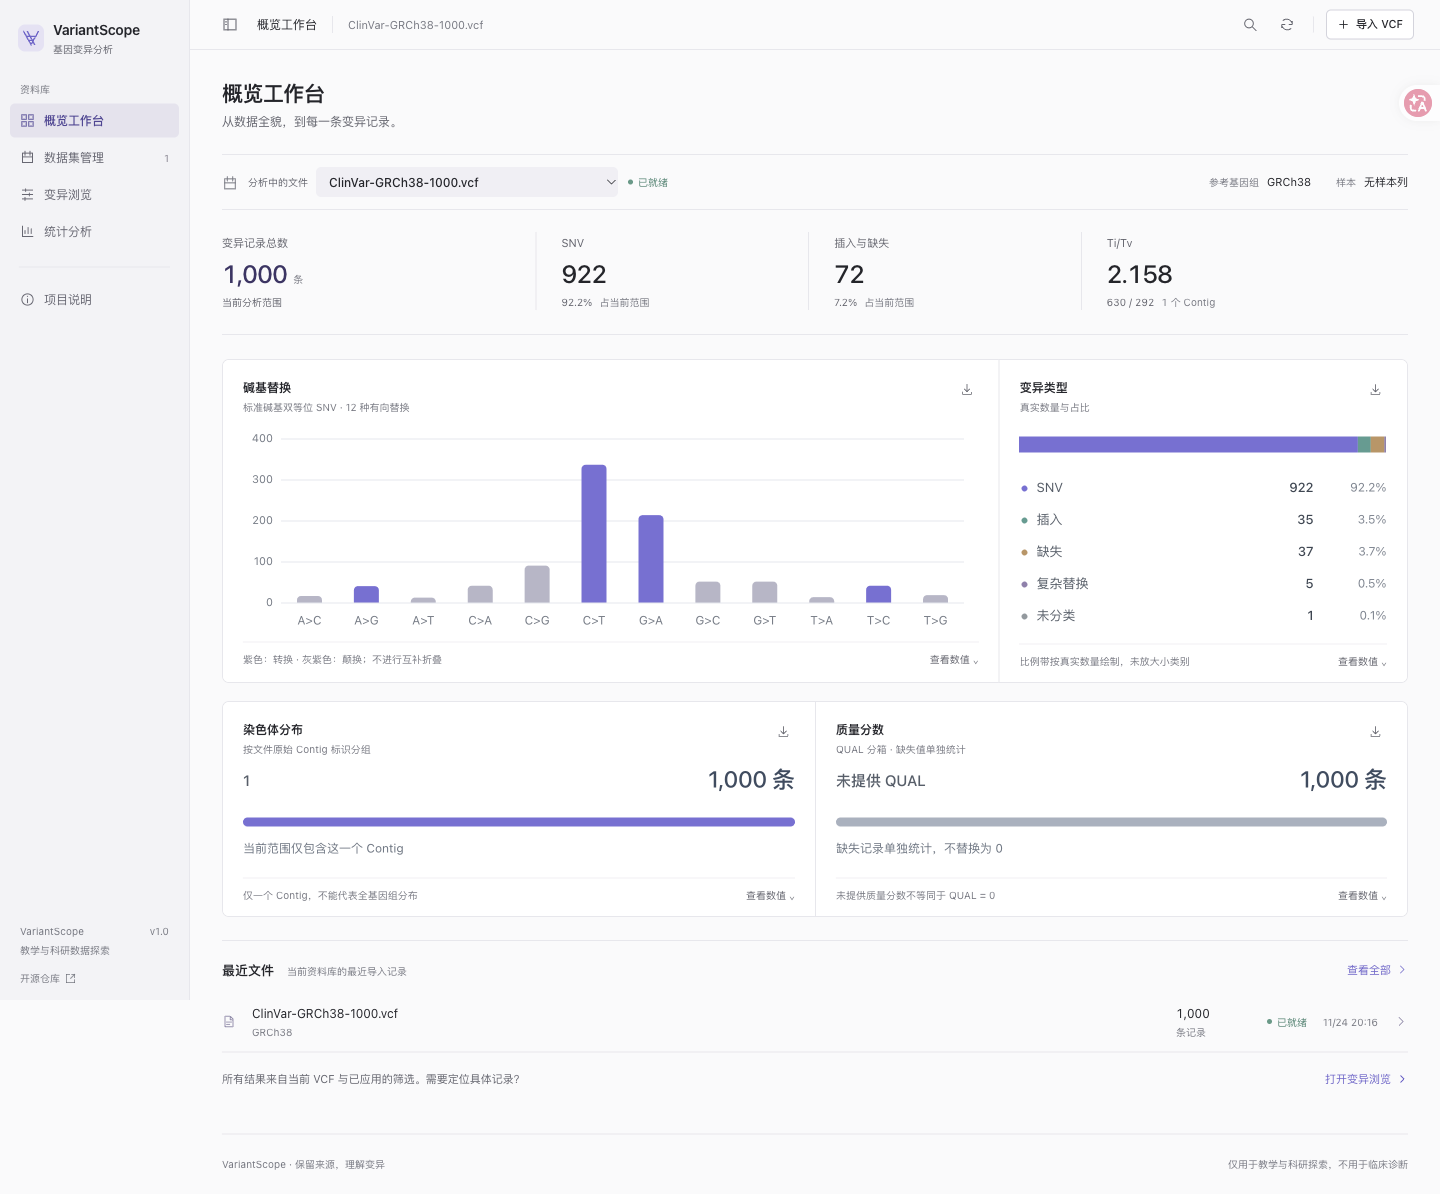 VariantScope
基因变异分析
资料库
概览工作台
数据集管理 1
变异浏览
统计分析
项目说明
VariantScope v1.0
教学与科研数据探索
开源仓库
概览工作台 ClinVar-GRCh38-1000.vcf
导入 VCF
概览工作台
从数据全貌，到每一条变异记录。
分析中的文件 ClinVar-GRCh38-1000.vcf 已就绪 参考基因组 GRCh38 样本 无样本列
变异记录总数
1,000 条
当前分析范围
SNV
922
92.2% 占当前范围
插入与缺失
72
7.2% 占当前范围
Ti/Tv
2.158
630 / 292 1 个 Contig
碱基替换
标准碱基双等位 SNV · 12 种有向替换
400
300
200
100
0
A>C A>G A>T C>A C>G C>T G>A G>C G>T T>A T>C T>G
紫色：转换 · 灰紫色：颠换；不进行互补折叠 查看数值
变异类型
真实数量与占比
SNV 922 92.2%
插入 35 3.5%
缺失 37 3.7%
复杂替换 5 0.5%
未分类 1 0.1%
比例带按真实数量绘制，未放大小类别 查看数值
染色体分布
按文件原始 Contig 标识分组
1 1,000 条
当前范围仅包含这一个 Contig
仅一个 Contig，不能代表全基因组分布 查看数值
质量分数
QUAL 分箱 · 缺失值单独统计
未提供 QUAL 1,000 条
缺失记录单独统计，不替换为 0
未提供质量分数不等同于 QUAL = 0 查看数值
最近文件 当前资料库的最近导入记录 查看全部
ClinVar-GRCh38-1000.vcf
GRCh38
1,000
条记录
已就绪 11/24 20:16
所有结果来自当前 VCF 与已应用的筛选。需要定位具体记录? 打开变异浏览
VariantScope · 保留来源，理解变异 仅用于教学与科研探索，不用于临床诊断